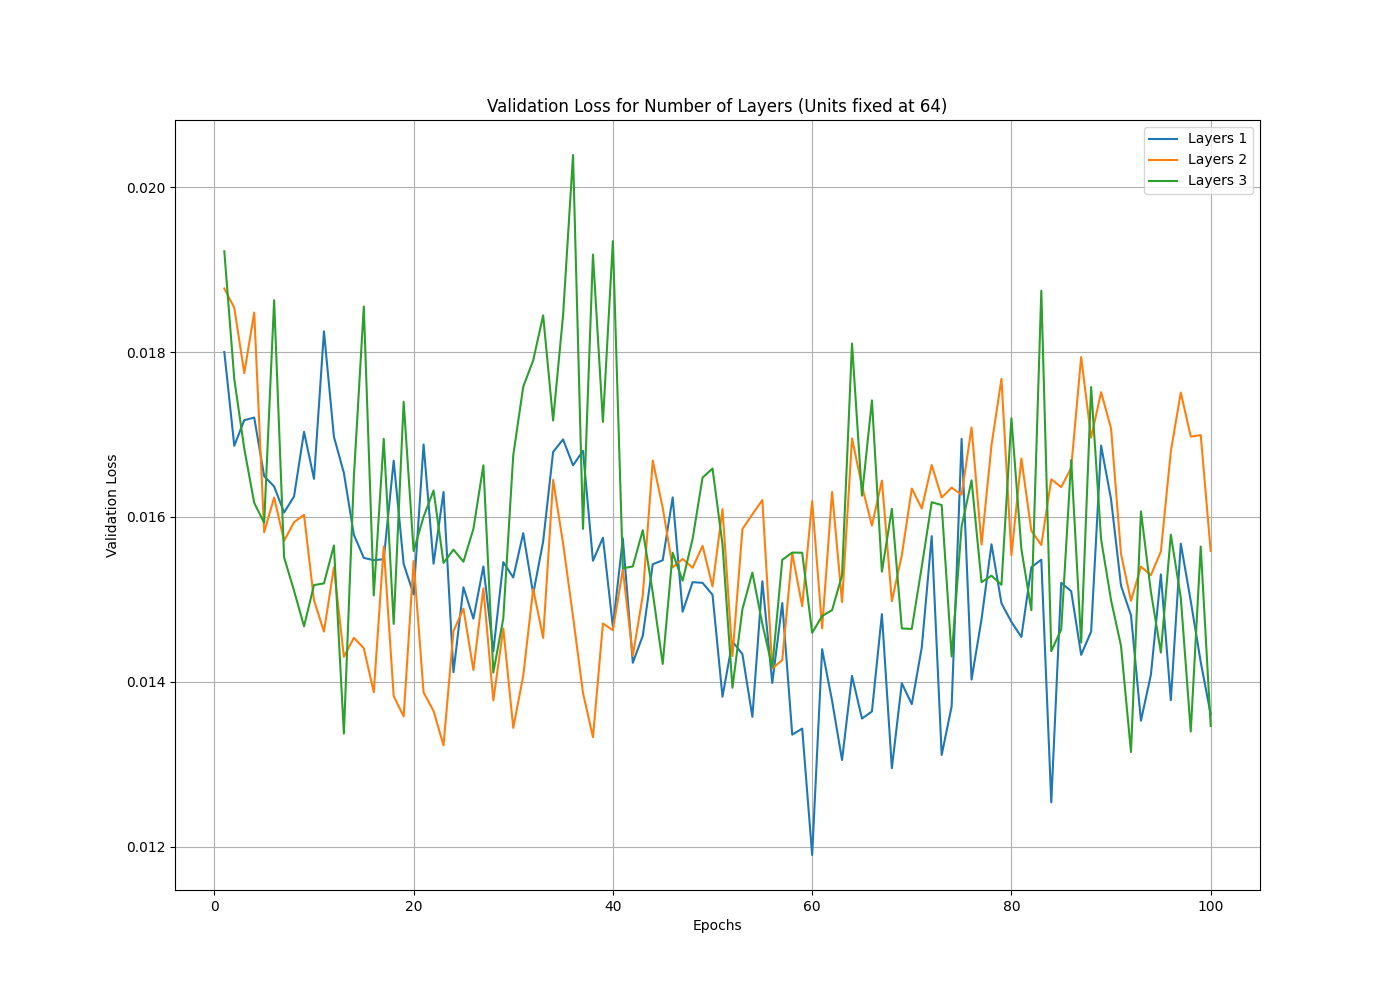 Validation Loss for Number of Layers (Units fixed at 64)
Layers 1
Layers 2
Layers 3
0.020
0.018
0.016
0.014
0.012
Validation Loss
0
20
40
60
80
100
Epochs